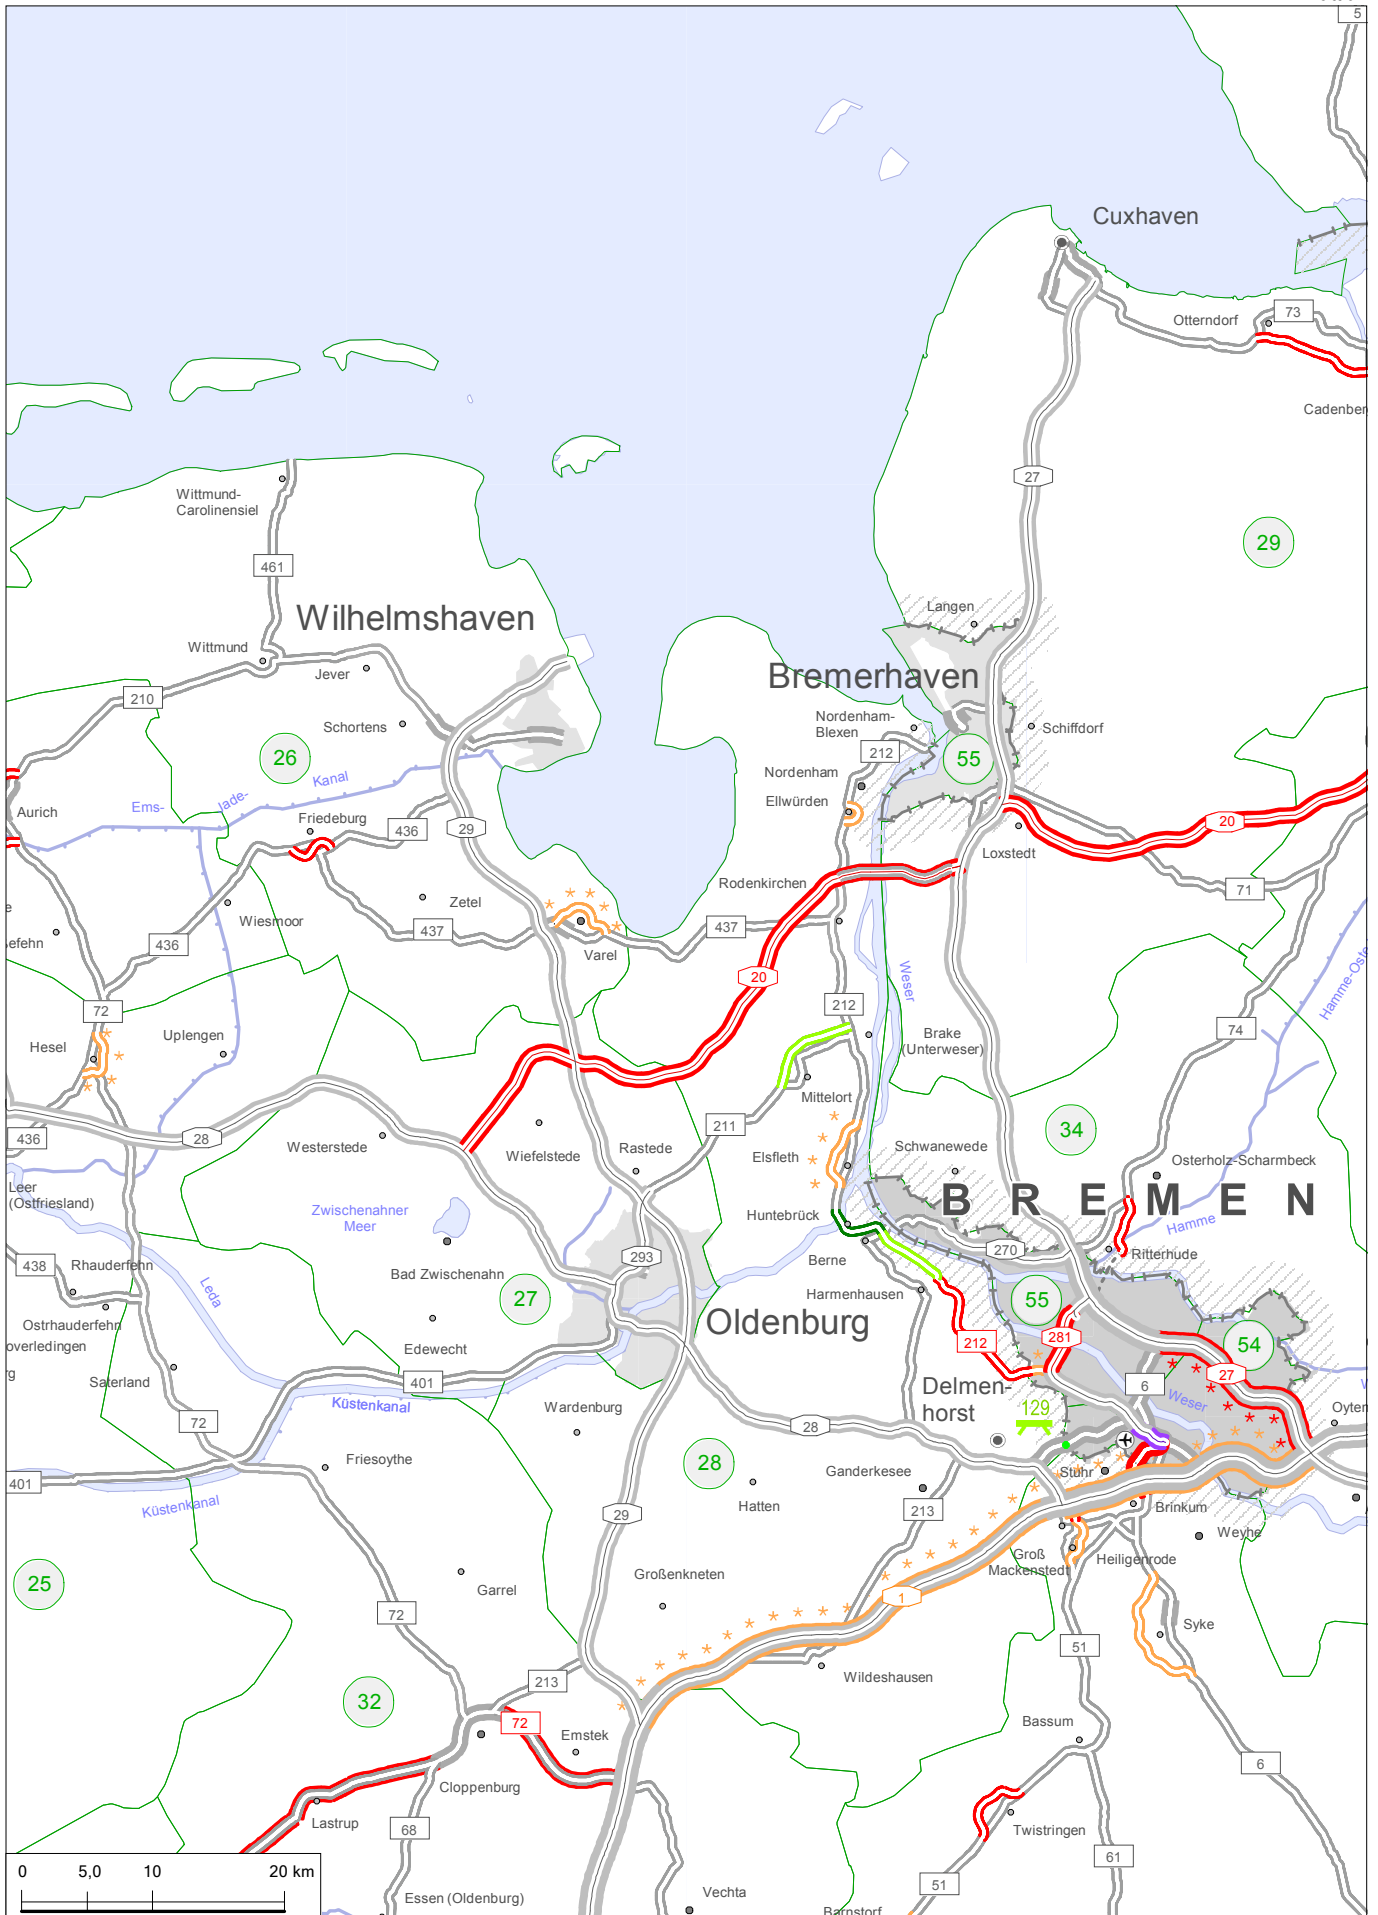 5
Cuxhaven
Otterndorf
73
Cadenber
27
29
Wittmund-
Carolinensiel
461
Wilhelmshaven
Langen
Wittmund
Jever
Bremerhaven
210
Schortens
Nordenham-
Blexen
Schiffdorf
212
26
55
Nordenham
Kanal
Jade-
Ems-
Ellwürden
Aurich
Friedeburg
436
29
20
Loxstedt
Rodenkirchen
71
Zetel
Wiesmoor
437
437
436
efehn
Varel
Weser
20
Hamme-Oste
72
212
74
Hesel
Uplengen
Brake
(Unterweser)
Mittelort
436
28
Westerstede
Wiefelstede
Rastede
211
34
Elsfleth
Schwanewede
Osterholz-Scharmbeck
Leer
(Ostfriesland)
BREMEN
Zwischenahner
Meer
Huntebrück
Hamme
270
Ritterhude
293
438
Rhauderfehn
Leda
Bad Zwischenahn
Berne
Harmenhausen
27
55
Ostrhauderfehn
Oldenburg
overledingen
Edewecht
212
281
54
g
Saterland
401
27
Delmen-
horst
6
Weser
Küstenkanal
Wardenburg
129
72
28
Oyten
Friesoythe
28
Ganderkesee
Stuhr
401
Küstenkanal
Hatten
29
213
Brinkum
Weyhe
Groß
Mackenstedt
Heiligenrode
25
Garrel
Großenkneten
1
72
Syke
51
213
Wildeshausen
32
72
Emstek
Bassum
6
Cloppenburg
Lastrup
68
Twistringen
61
0 5,0 10 20 km
51
Essen (Oldenburg)
Vechta
Barnstorf